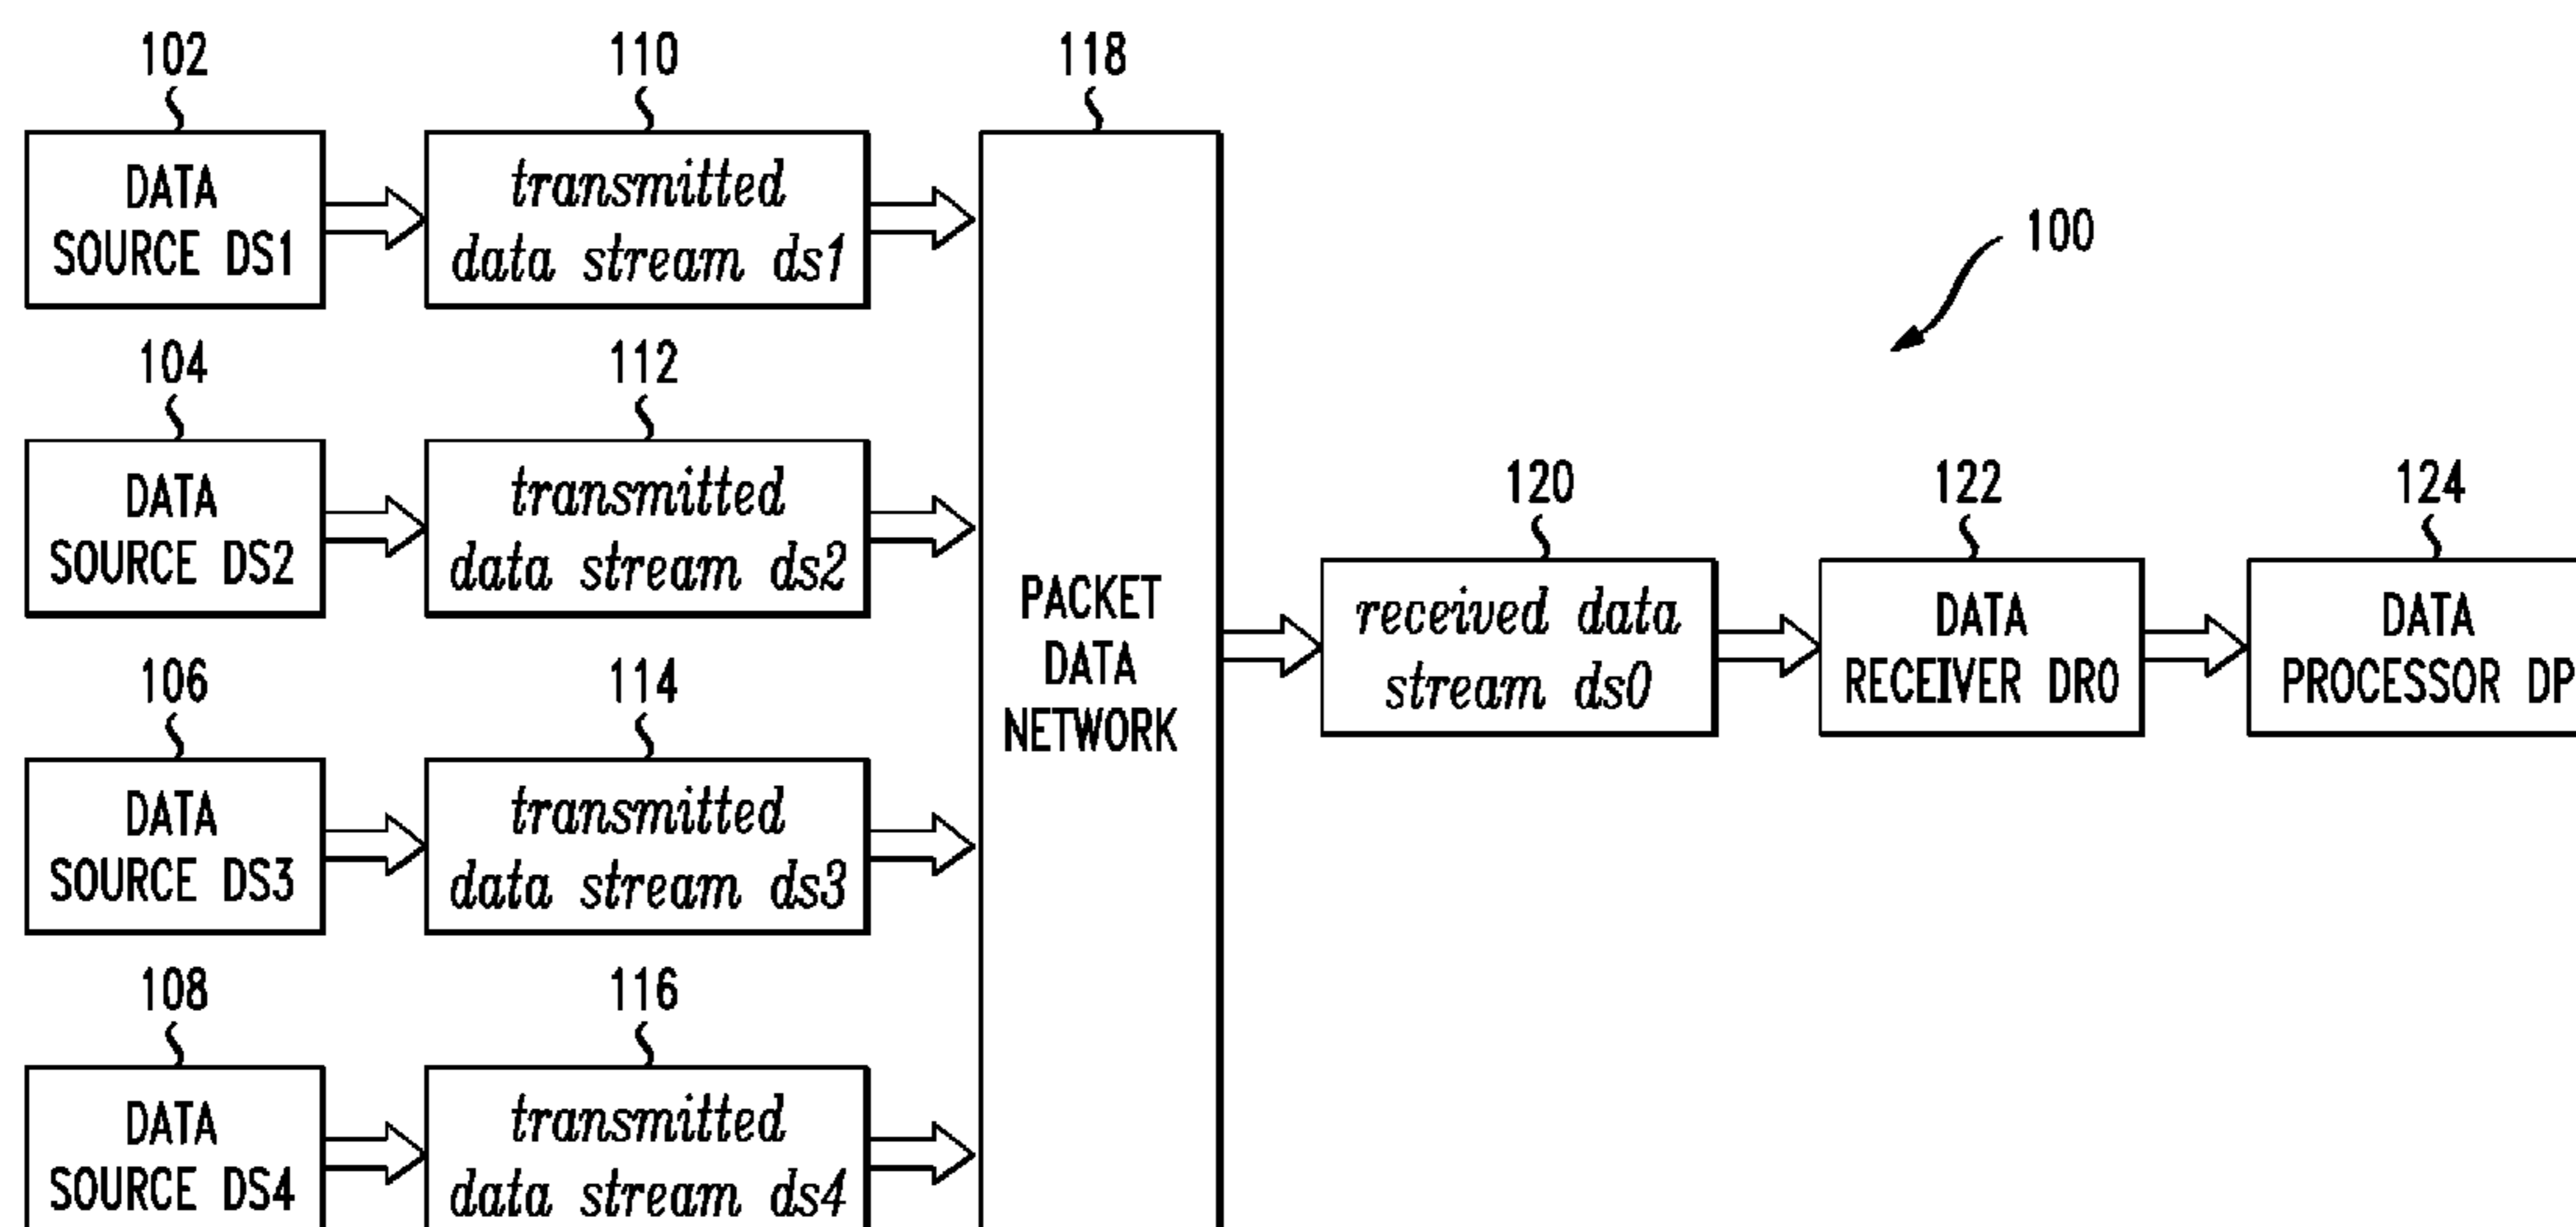 102
110
118
DATA
SOURCE DS1
transmitted
data stream ds1
100
104
112
DATA
SOURCE DS2
transmitted
data stream ds2
PACKET
DATA
NETWORK
120
122
124
received data
stream ds0
DATA
RECEIVER DR0
DATA
PROCESSOR DP
106
114
DATA
SOURCE DS3
transmitted
data stream ds3
108
116
DATA
SOURCE DS4
transmitted
data stream ds4